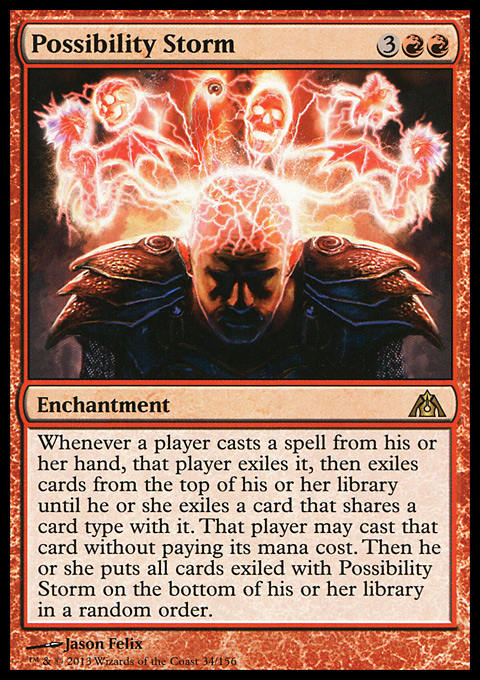 Possibility Storm 3
Enchantment
Whenever a player casts a spell from his or
her hand, that player exiles it, then exiles
cards from the top of his or her library
until he or she exiles a card that shares a
card type with it. That player may cast that
card without paying its mana cost. Then he
or she puts all cards exiled with Possibility
Storm on the bottom of his or her library
in a random order.
Jason Felix
™ & © 2013 Wizards of the Coast 34/156